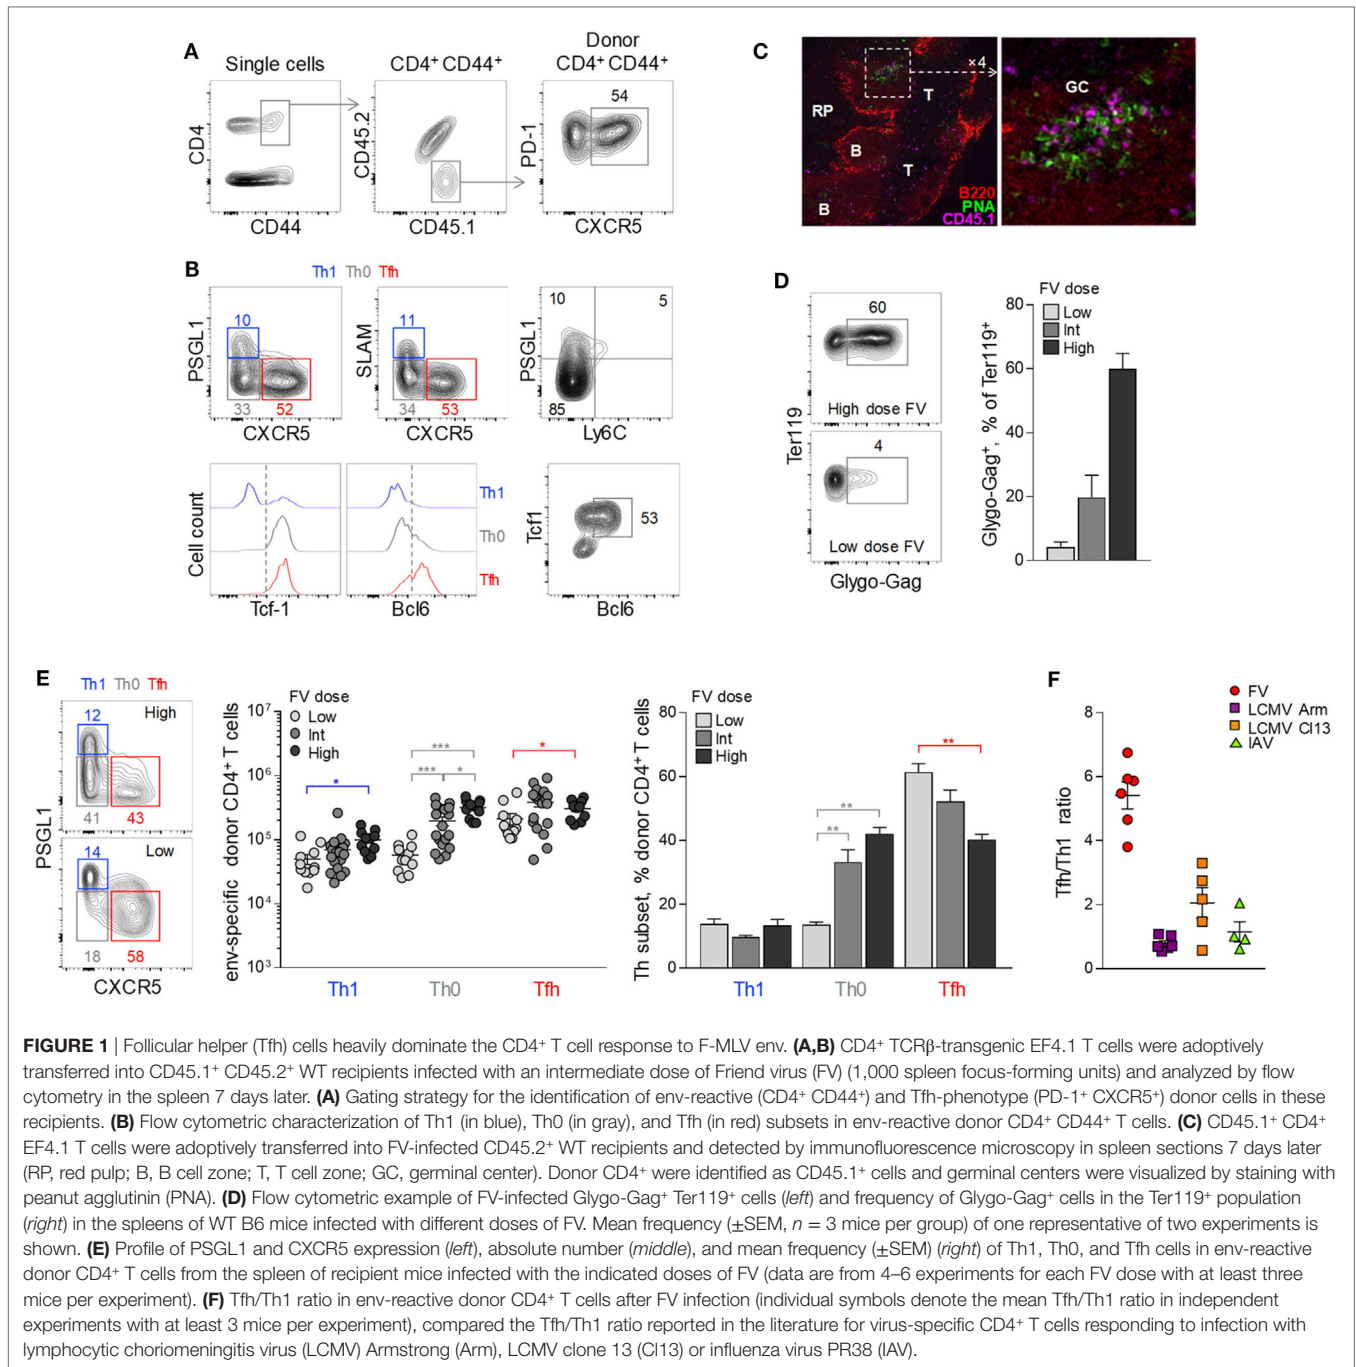 A
Single cells
CD4⁺ CD44⁺
Donor
CD4⁺ CD44⁺
CD4
CD44
CD45.2
CD45.1
PD-1
54
CXCR5
C
×4
RP
T
B
T
B
B220
PNA
CD45.1
GC
B
Th1 Th0 Tfh
PSGL1
10
33
52
CXCR5
SLAM
11
34
53
CXCR5
PSGL1
10
5
85
Ly6C
Cell count
Th1
Th0
Tfh
Tcf-1
Bcl6
Tcf1
53
Bcl6
D
Ter119
60
High dose FV
4
Low dose FV
Glygo-Gag
Glygo-Gag⁺, % of Ter119⁺
80
60
40
20
0
FV dose
Low
Int
High
E
Th1 Th0 Tfh
PSGL1
12
High
41
43
14
Low
18
58
CXCR5
env-specific donor CD4⁺ T cells
10⁷
10⁶
10⁵
10⁴
10³
FV dose
Low
Int
High
*
***
***
*
*
Th1
Th0
Tfh
Th subset, % donor CD4⁺ T cells
80
60
40
20
0
FV dose
Low
Int
High
**
**
**
Th1
Th0
Tfh
F
FV
LCMV Arm
LCMV Cl13
IAV
Tfh/Th1 ratio
8
6
4
2
0
FIGURE 1 | Follicular helper (Tfh) cells heavily dominate the CD4⁺ T cell response to F-MLV env. (A,B) CD4⁺ TCRβ-transgenic EF4.1 T cells were adoptively
transferred into CD45.1⁺ CD45.2⁺ WT recipients infected with an intermediate dose of Friend virus (FV) (1,000 spleen focus-forming units) and analyzed by flow
cytometry in the spleen 7 days later. (A) Gating strategy for the identification of env-reactive (CD4⁺ CD44⁺) and Tfh-phenotype (PD-1⁺ CXCR5⁺) donor cells in these
recipients. (B) Flow cytometric characterization of Th1 (in blue), Th0 (in gray), and Tfh (in red) subsets in env-reactive donor CD4⁺ CD44⁺ T cells. (C) CD45.1⁺ CD4⁺
EF4.1 T cells were adoptively transferred into FV-infected CD45.2⁺ WT recipients and detected by immunofluorescence microscopy in spleen sections 7 days later
(RP, red pulp; B, B cell zone; T, T cell zone; GC, germinal center). Donor CD4⁺ were identified as CD45.1⁺ cells and germinal centers were visualized by staining with
peanut agglutinin (PNA). (D) Flow cytometric example of FV-infected Glygo-Gag⁺ Ter119⁺ cells (left) and frequency of Glygo-Gag⁺ cells in the Ter119⁺ population
(right) in the spleens of WT B6 mice infected with different doses of FV. Mean frequency (±SEM, n = 3 mice per group) of one representative of two experiments is
shown. (E) Profile of PSGL1 and CXCR5 expression (left), absolute number (middle), and mean frequency (±SEM) (right) of Th1, Th0, and Tfh cells in env-reactive
donor CD4⁺ T cells from the spleen of recipient mice infected with the indicated doses of FV (data are from 4–6 experiments for each FV dose with at least three
mice per experiment). (F) Tfh/Th1 ratio in env-reactive donor CD4⁺ T cells after FV infection (individual symbols denote the mean Tfh/Th1 ratio in independent
experiments with at least 3 mice per experiment), compared the Tfh/Th1 ratio reported in the literature for virus-specific CD4⁺ T cells responding to infection with
lymphocytic choriomeningitis virus (LCMV) Armstrong (Arm), LCMV clone 13 (Cl13) or influenza virus PR38 (IAV).